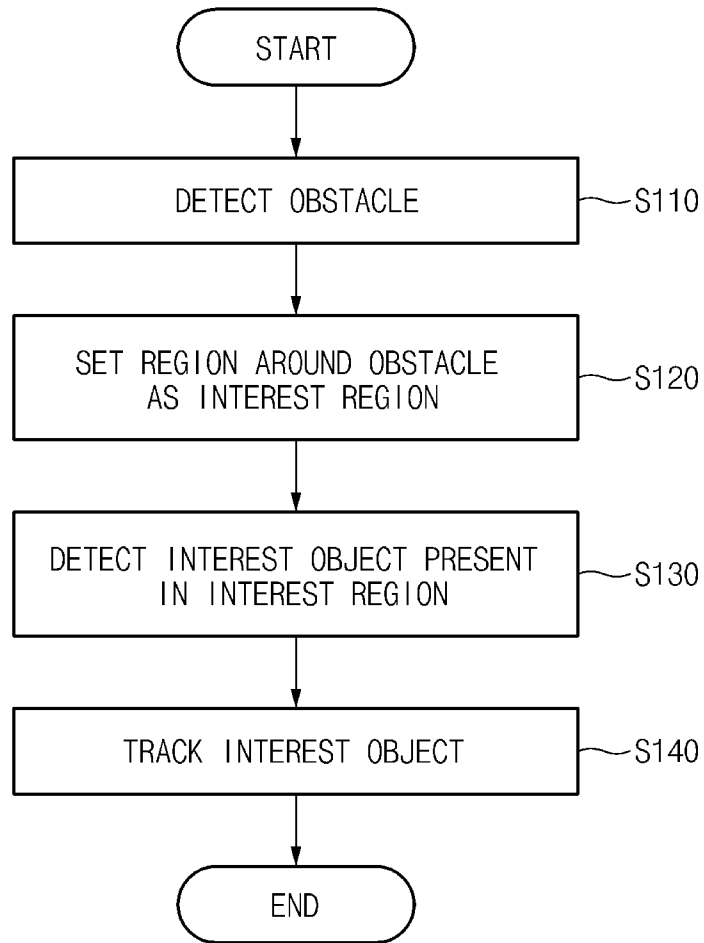 START
DETECT OBSTACLE
S110
SET REGION AROUND OBSTACLE
AS INTEREST REGION
S120
DETECT INTEREST OBJECT PRESENT
IN INTEREST REGION
S130
TRACK INTEREST OBJECT
S140
END